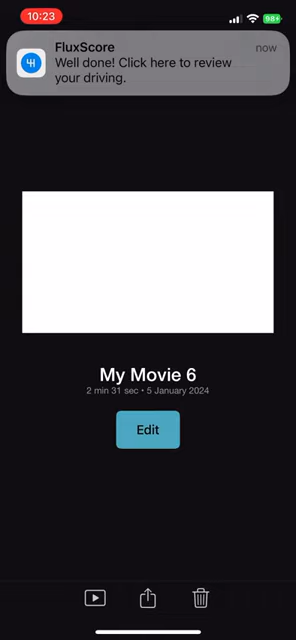 10:23
98
FluxScore
now
Well done! Click here to review
your driving.
My Movie 6
2 min 31 sec • 5 January 2024
Edit